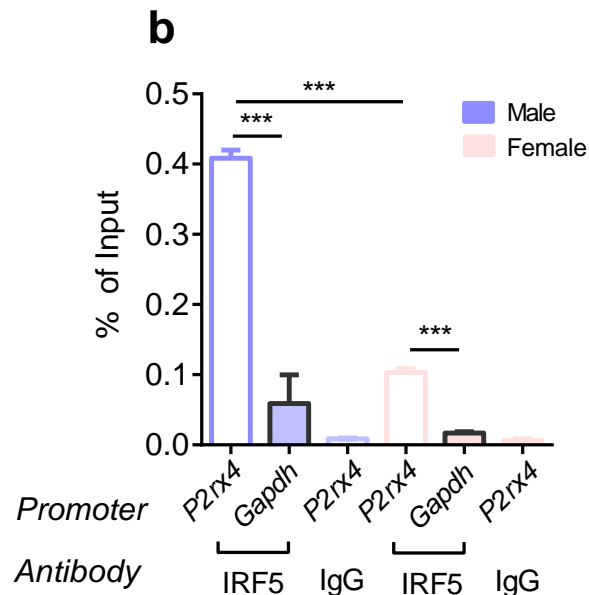 b
***
0.5
Male
***
Female
0.4
0.3
% of Input
0.2
***
0.1
0.0
Promoter P2rx4 Gapdh P2rx4 P2rx4 Gapdh P2rx4
Antibody IRF5 IgG IRF5 IgG